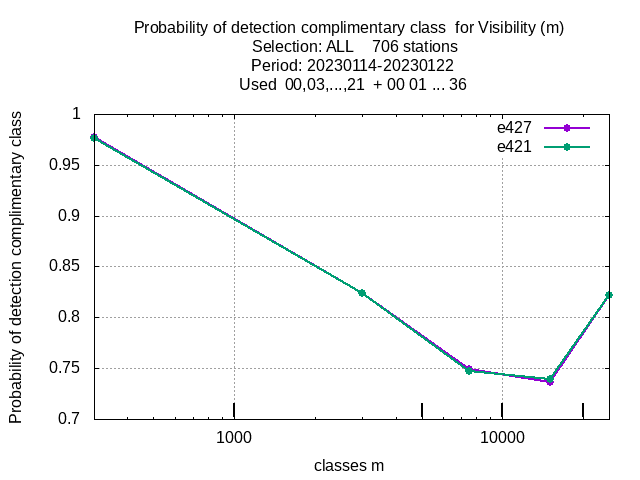 Probability of detection complimentary class  for Visibility (m)
Selection: ALL    706 stations
Period: 20230114-20230122
Used  00,03,...,21  + 00 01 ... 36
Probability of detection complimentary class
1
0.95
0.9
0.85
0.8
0.75
0.7
e427
e421
1000
10000
classes m